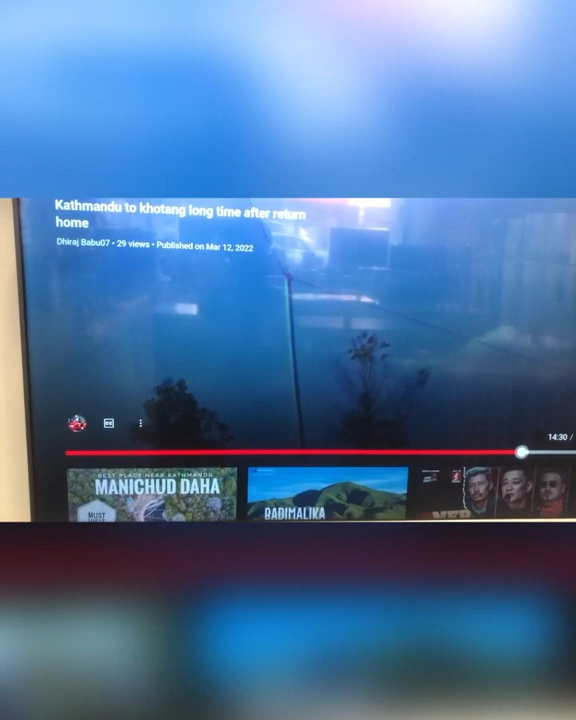 Kathmandu to khotang long time after return
home
Dhiraj Babu07 • 29 views • Published on Mar 12, 2022
CC
14:30 /
BEST PLACE NEAR KATHMANDU
MANICHUD DAHA
MUST
BADIMALIKA